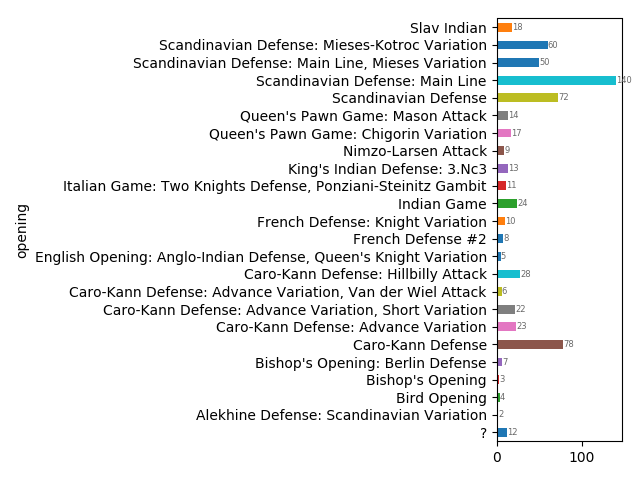 Slav Indian 18
Scandinavian Defense: Mieses-Kotroc Variation 60
Scandinavian Defense: Main Line, Mieses Variation 50
Scandinavian Defense: Main Line 140
Scandinavian Defense 72
Queen's Pawn Game: Mason Attack 14
Queen's Pawn Game: Chigorin Variation 17
Nimzo-Larsen Attack 9
King's Indian Defense: 3.Nc3 13
Italian Game: Two Knights Defense, Ponziani-Steinitz Gambit 11
Indian Game 24
French Defense: Knight Variation 10
French Defense #2 8
English Opening: Anglo-Indian Defense, Queen's Knight Variation 5
Caro-Kann Defense: Hillbilly Attack 28
Caro-Kann Defense: Advance Variation, Van der Wiel Attack 6
Caro-Kann Defense: Advance Variation, Short Variation 22
Caro-Kann Defense: Advance Variation 23
Caro-Kann Defense 78
Bishop's Opening: Berlin Defense 7
Bishop's Opening 3
Bird Opening 4
Alekhine Defense: Scandinavian Variation 2
? 12
0 100
opening